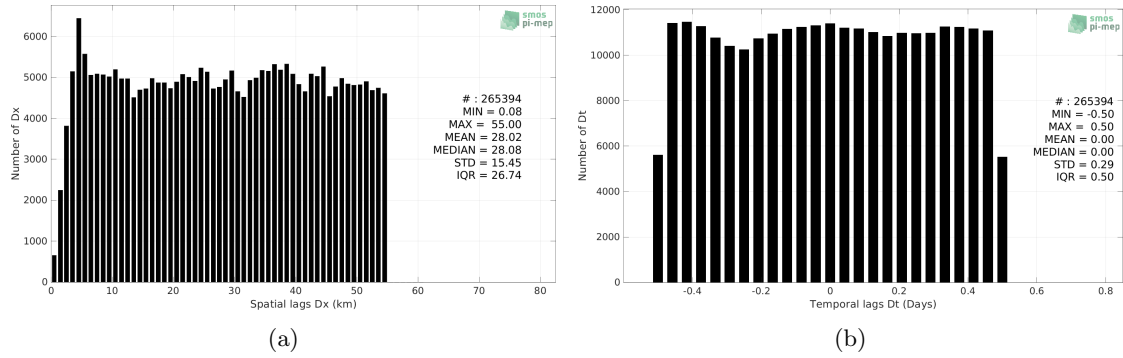 smos
pi-mep
6000
5000
4000
3000
2000
1000
0
Number of Dx
# : 265394
MIN = 0.08
MAX = 55.00
MEAN = 28.02
MEDIAN = 28.08
STD = 15.45
IQR = 26.74
0 10 20 30 40 50 60 70 80
Spatial lags Dx (km)
(a)
smos
pi-mep
12000
10000
8000
6000
4000
2000
0
Number of Dt
# : 265394
MIN = -0.50
MAX = 0.50
MEAN = 0.00
MEDIAN = 0.00
STD = 0.29
IQR = 0.50
-0.4 -0.2 0 0.2 0.4 0.6 0.8
Temporal lags Dt (Days)
(b)